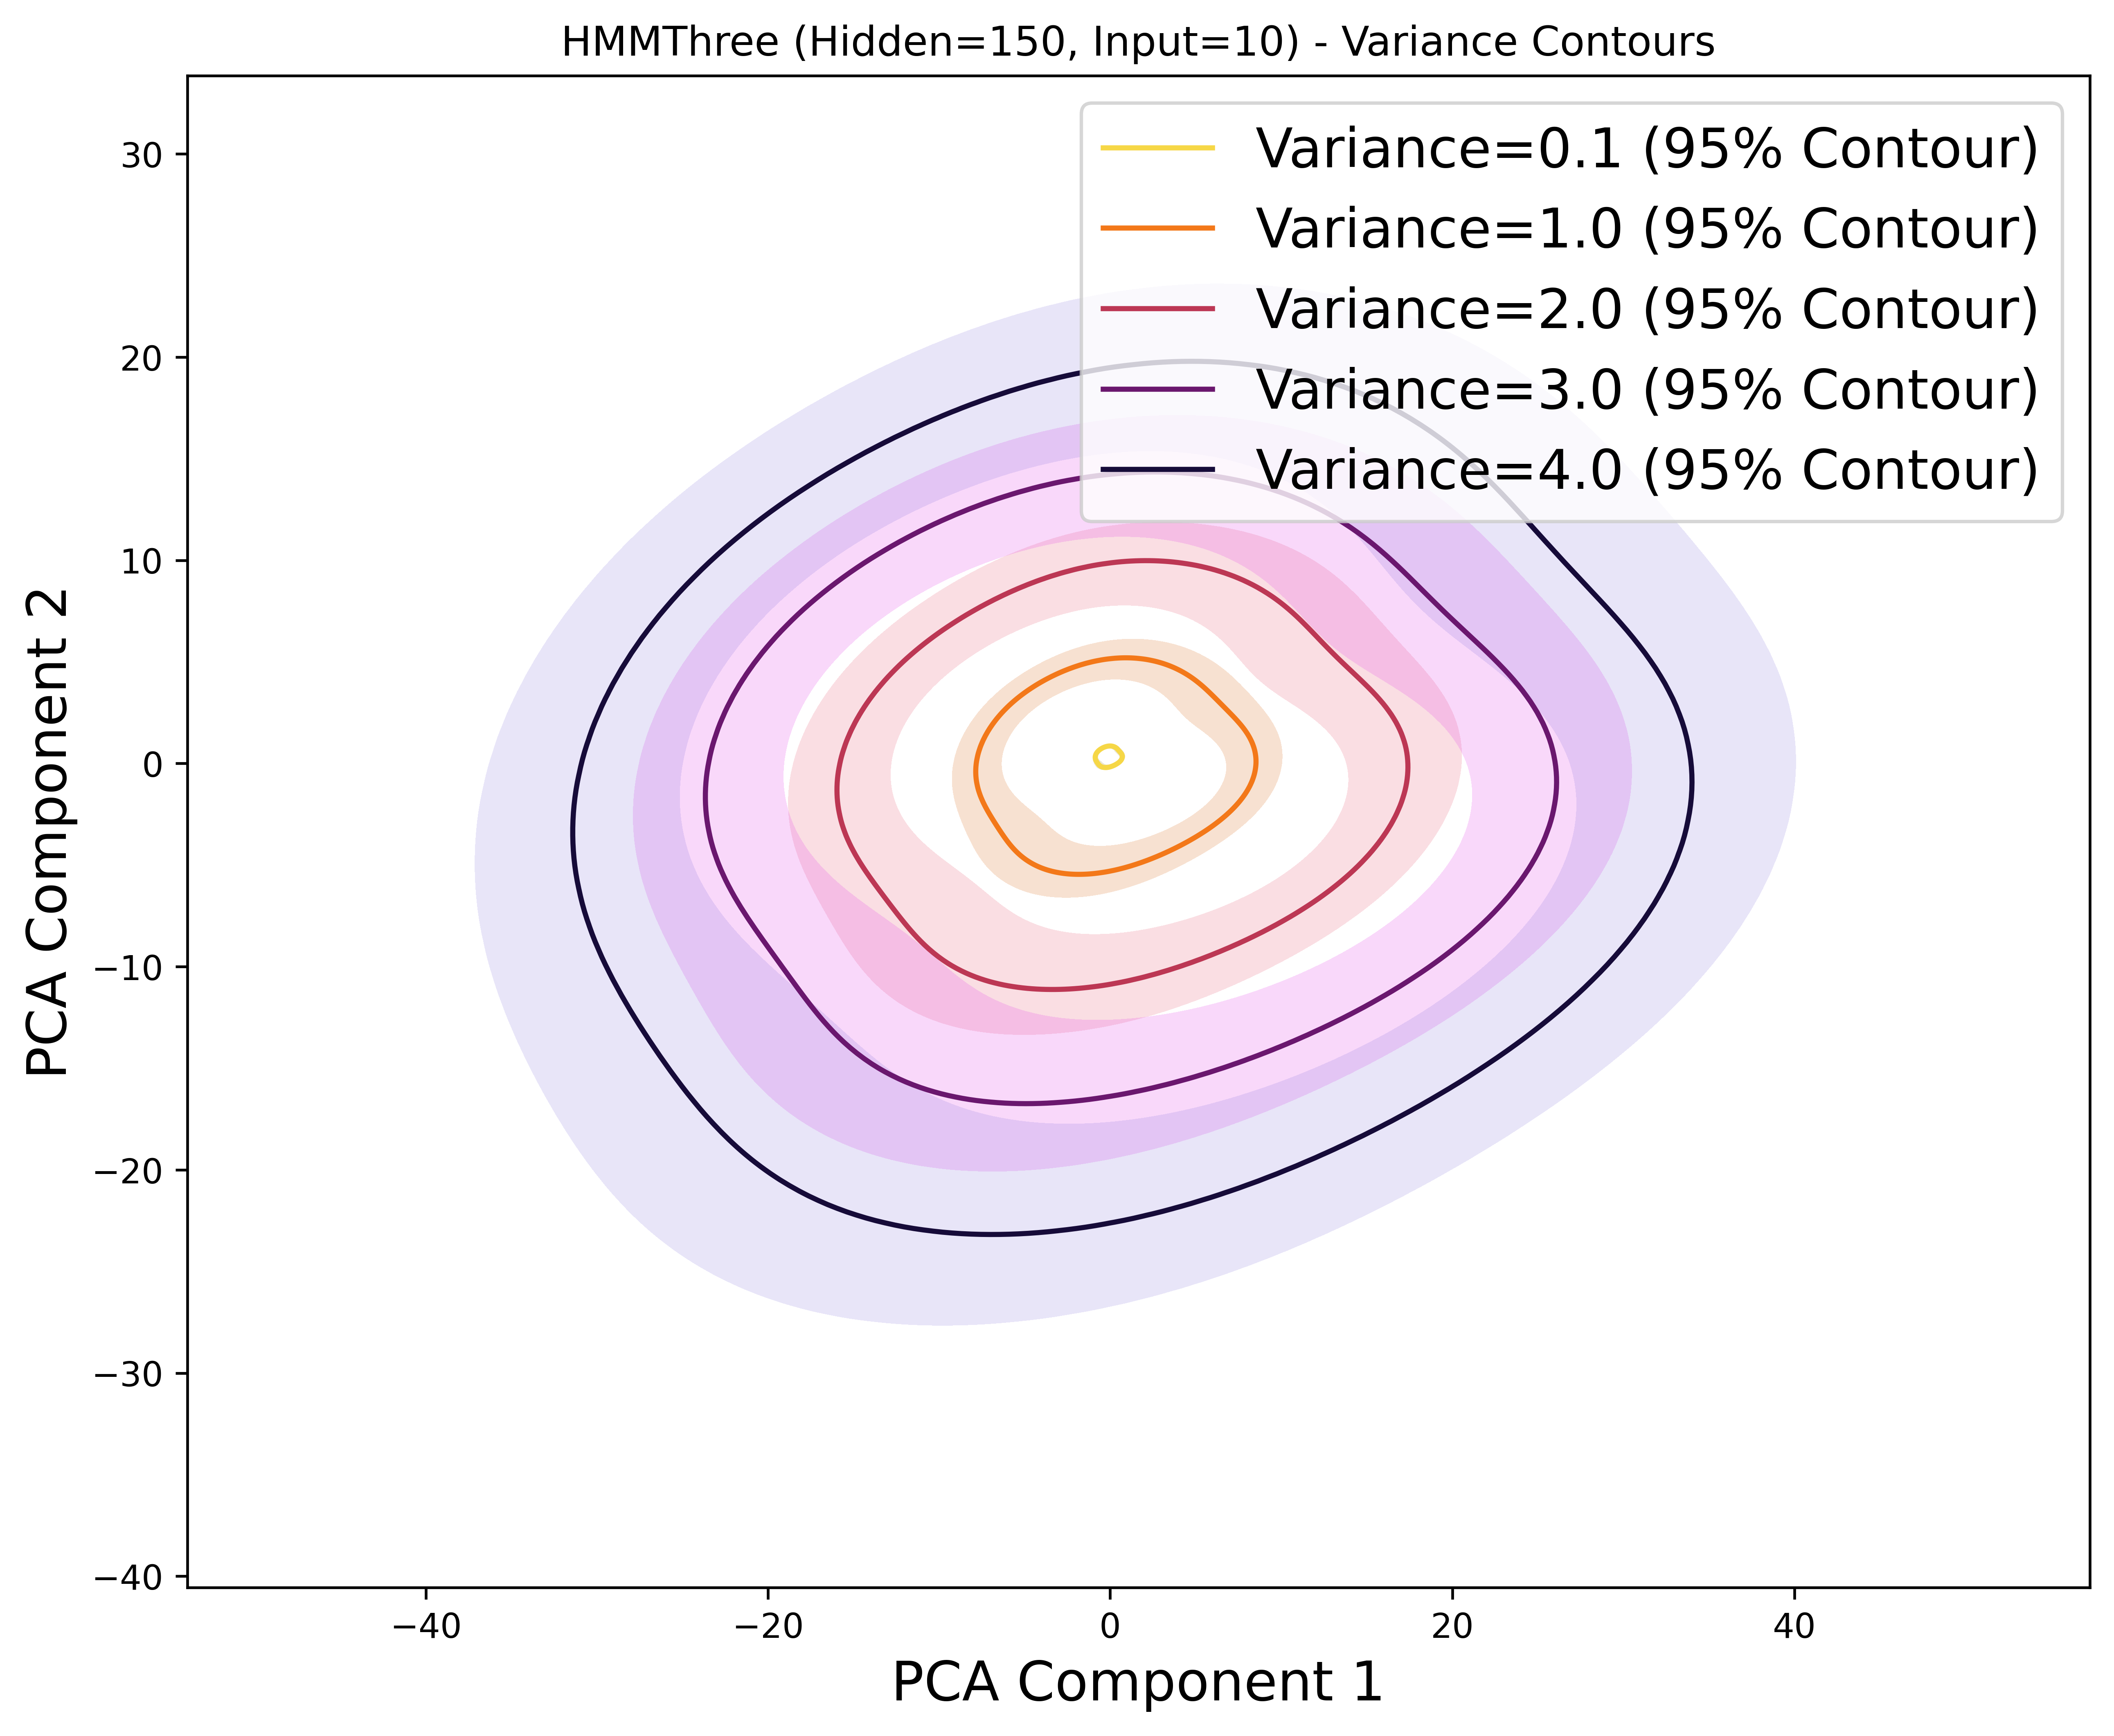 HMMThree (Hidden=150, Input=10) - Variance Contours
Variance=0.1 (95% Contour)
Variance=1.0 (95% Contour)
Variance=2.0 (95% Contour)
Variance=3.0 (95% Contour)
Variance=4.0 (95% Contour)
PCA Component 2
30
20
10
0
−10
−20
−30
−40
−40
−20
0
20
40
PCA Component 1